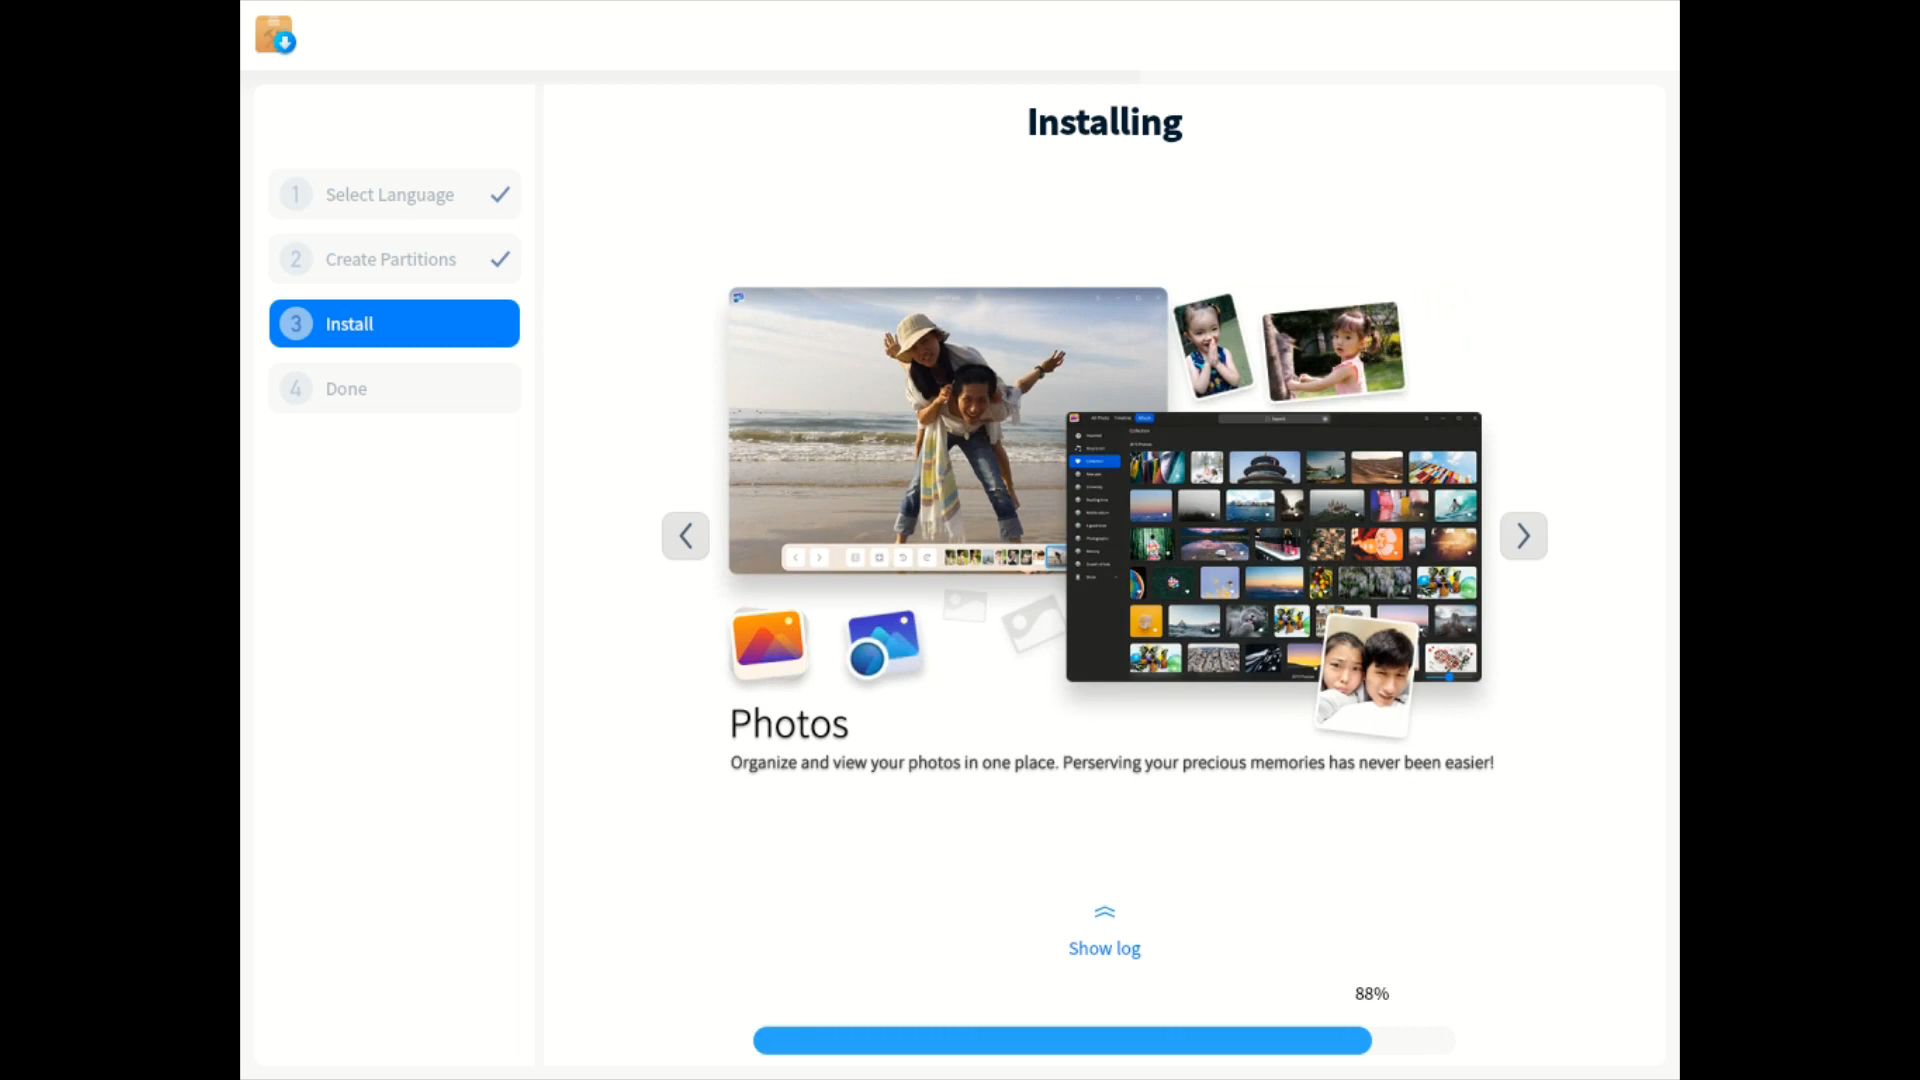 Installing
1 Select Language
2 Create Partitions
3 Install
4 Done
Photos
Organize and view your photos in one place. Perserving your precious memories has never been easier!
Show log
88%